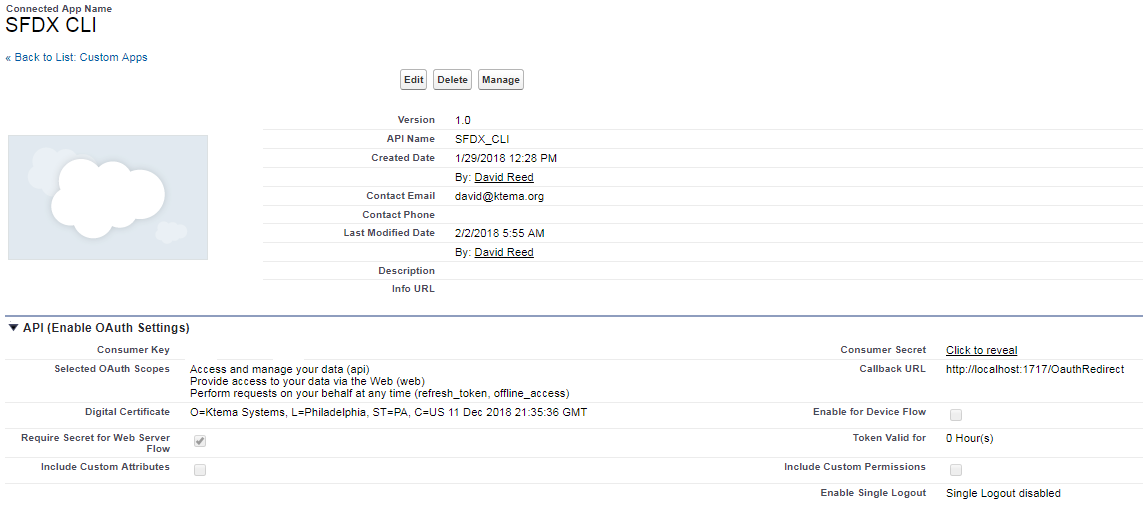 Connected App Name
SFDX CLI
« Back to List: Custom Apps
Edit Delete Manage
Version 1.0
API Name SFDX_CLI
Created Date 1/29/2018 12:28 PM
By: David Reed
Contact Email david@ktema.org
Contact Phone
Last Modified Date 2/2/2018 5:55 AM
By: David Reed
Description
Info URL
API (Enable OAuth Settings)
Consumer Key Consumer Secret Click to reveal
Selected OAuth Scopes Access and manage your data (api) Callback URL http://localhost:1717/OauthRedirect
Provide access to your data via the Web (web)
Perform requests on your behalf at any time (refresh_token, offline_access)
Digital Certificate O=Ktema Systems, L=Philadelphia, ST=PA, C=US 11 Dec 2018 21:35:36 GMT Enable for Device Flow
Require Secret for Web Server Token Valid for 0 Hour(s)
Flow
Include Custom Attributes Include Custom Permissions
Enable Single Logout Single Logout disabled